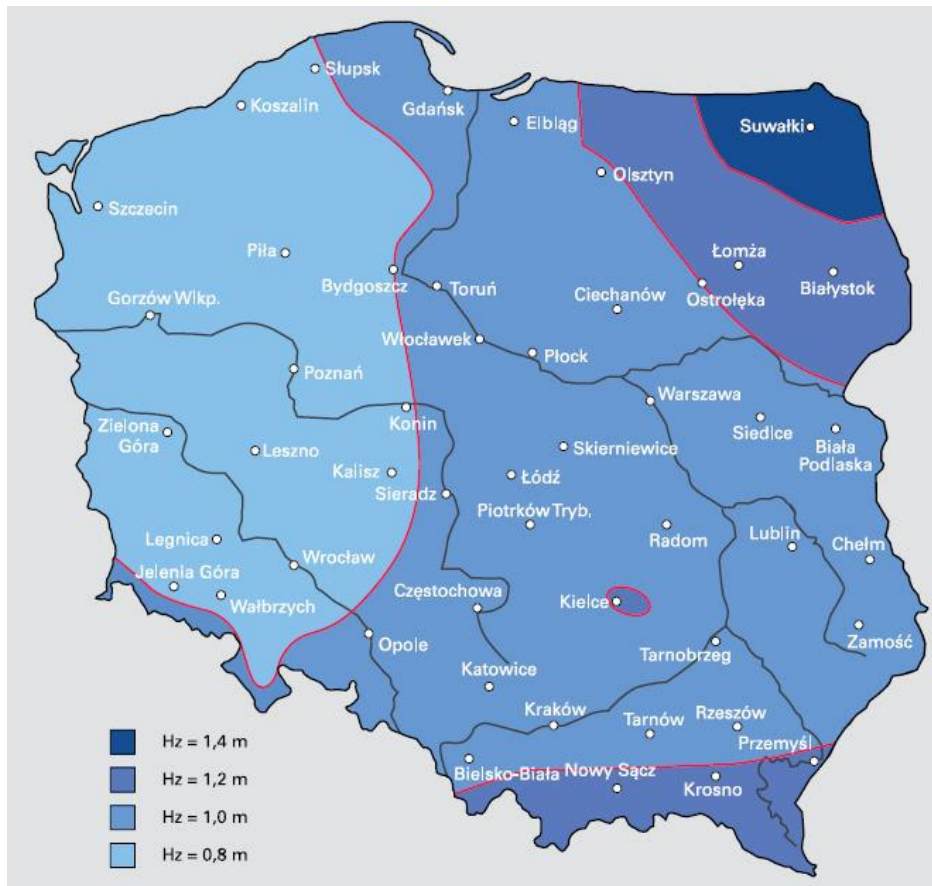 Słupsk
Koszalin
Gdańsk
Elbląg
Suwałki
Olsztyn
Szczecin
Piła
Łomża
Bydgoszcz
Toruń
Ciechanów
Ostrołęka
Białystok
Gorzów Wlkp.
Włocławek
Płock
Poznań
Warszawa
Konin
Zielona
Góra
Leszno
Skierniewice
Siedlce
Biała
Podlaska
Kalisz
Sieradz
Łódź
Piotrków Tryb.
Radom
Lublin
Chełm
Legnica
Wrocław
Jelenia Góra
Wałbrzych
Częstochowa
Kielce
Opole
Zamość
Tarnobrzeg
Katowice
Kraków
Tarnów
Rzeszów
Przemyśl
Bielsko-Biała
Nowy Sącz
Krosno
Hz = 1,4 m
Hz = 1,2 m
Hz = 1,0 m
Hz = 0,8 m